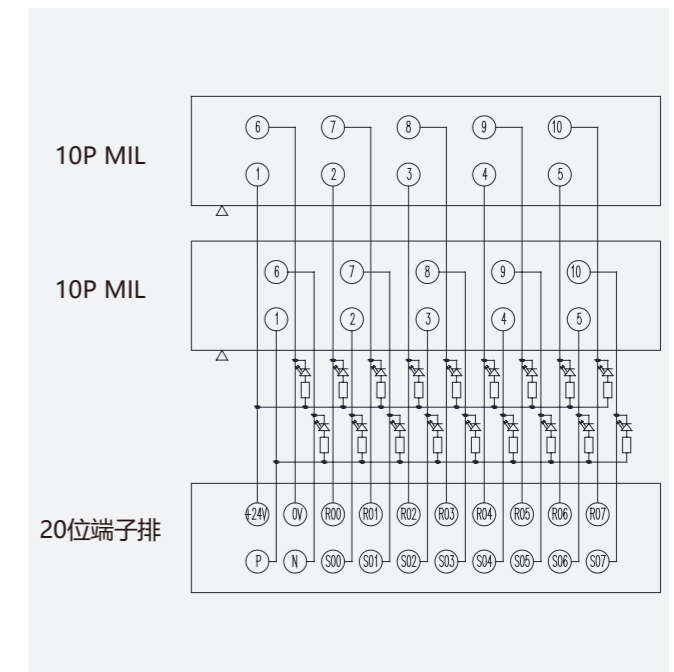 10P MIL
6 7 8 9 10
1 2 3 4 5
10P MIL
6 7 8 9 10
1 2 3 4 5
20位端子排
+24V 0V R00 R01 R02 R03 R04 R05 R06 R07
P N S00 S01 S02 S03 S04 S05 S06 S07